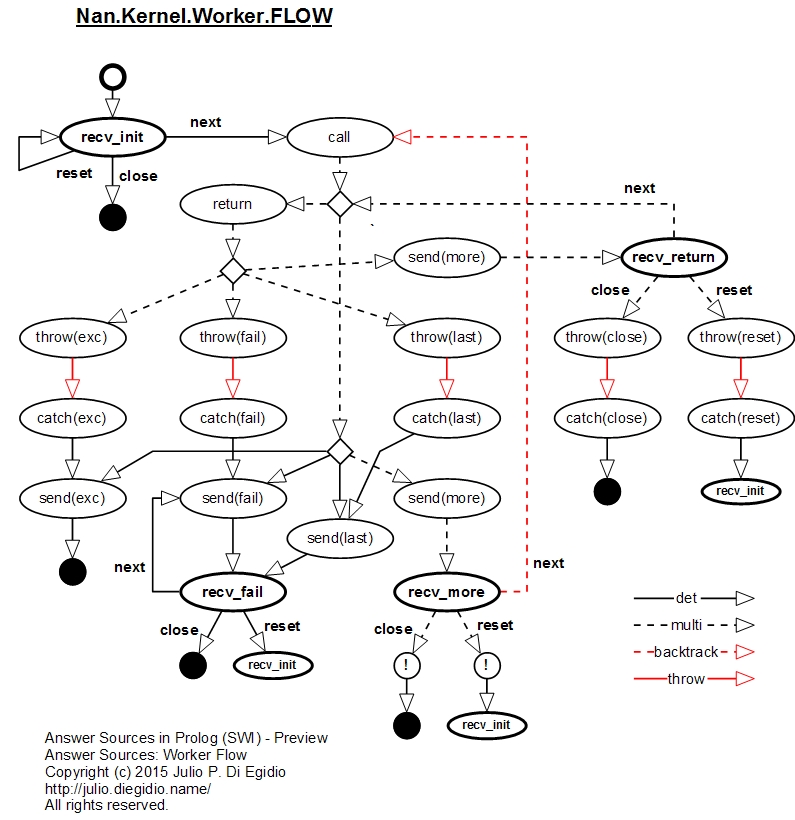 Nan.Kernel.Worker.FLOW
next
recv_init
call
reset
close
next
return
send(more)
recv_return
close
reset
throw(exc)
throw(fail)
throw(last)
throw(close)
throw(reset)
catch(exc)
catch(fail)
catch(last)
catch(close)
catch(reset)
send(exc)
send(fail)
send(more)
recv_init
send(last)
next
next
recv_fail
recv_more
det
close
reset
close
reset
multi
recv_init
!
!
backtrack
throw
recv_init
Answer Sources in Prolog (SWI) - Preview
Answer Sources: Worker Flow
Copyright (c) 2015 Julio P. Di Egidio
http://julio.diegidio.name/
All rights reserved.